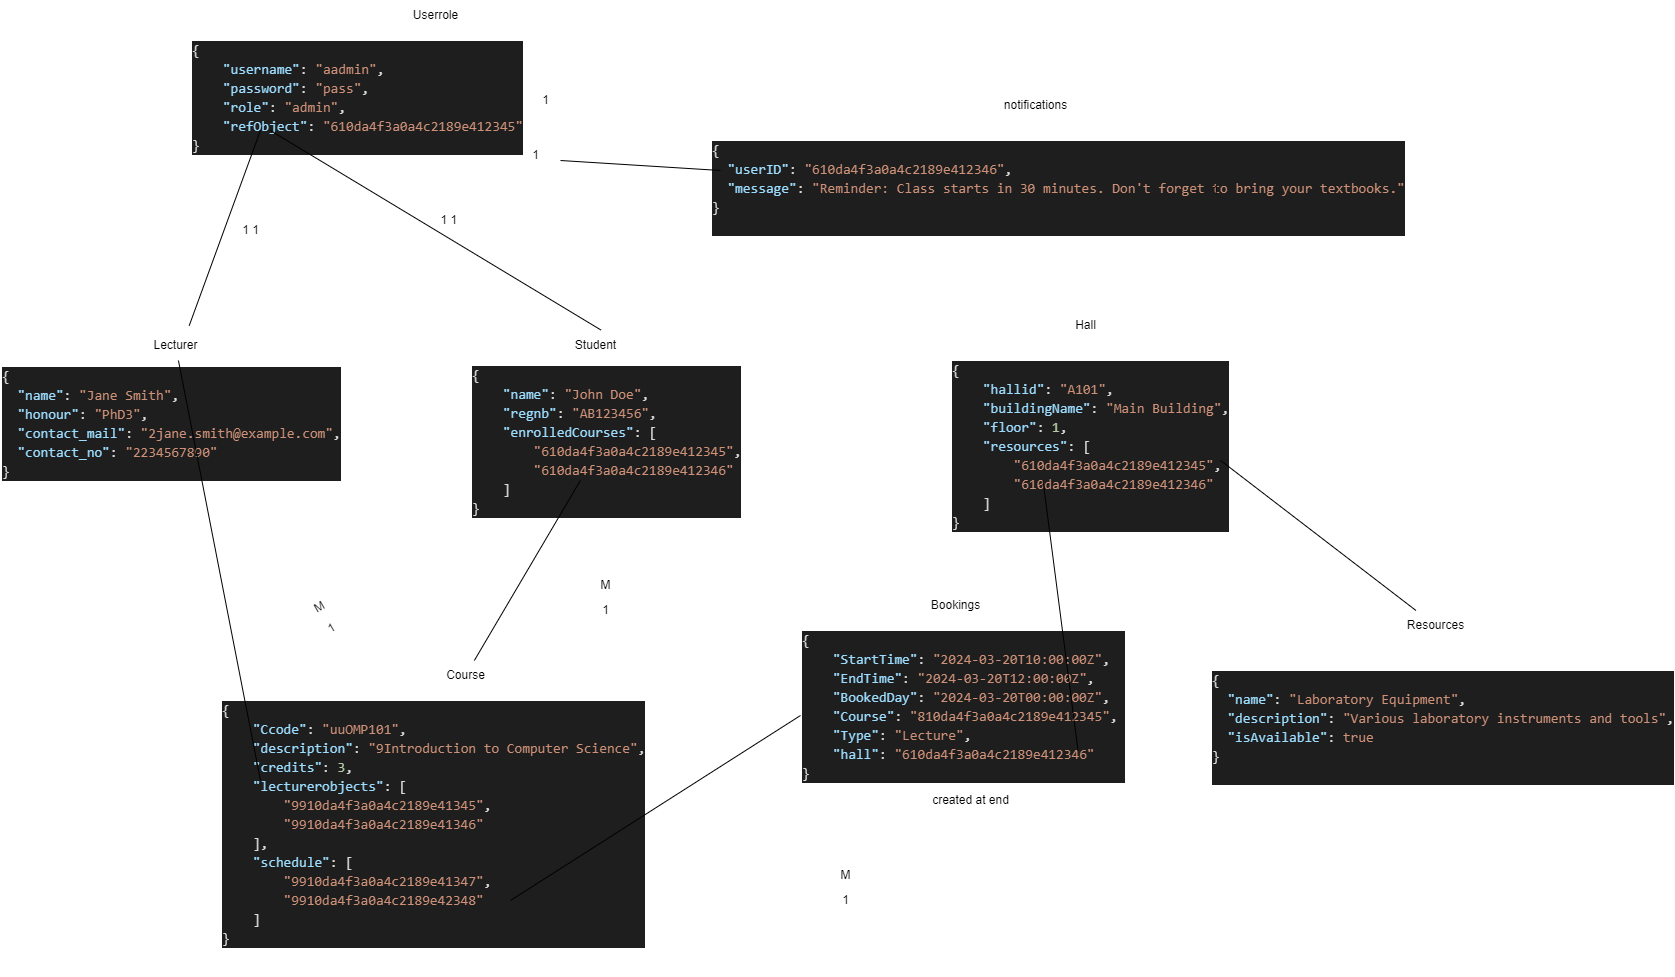 Userrole
{
"username": "aadmin",
"password": "pass",
"role": "admin",
"refObject": "610da4f3a0a4c2189e412345"
}
1
1
notifications
{
"userID": "610da4f3a0a4c2189e412346",
"message": "Reminder: Class starts in 30 minutes. Don't forget to bring your textbooks."
}
1 1
1 1
Lecturer
{
"name": "Jane Smith",
"honour": "PhD3",
"contact_mail": "2jane.smith@example.com",
"contact_no": "2234567890"
}
Student
{
"name": "John Doe",
"regnb": "AB123456",
"enrolledCourses": [
"610da4f3a0a4c2189e412345",
"610da4f3a0a4c2189e412346"
]
}
Hall
{
"hallid": "A101",
"buildingName": "Main Building",
"floor": 1,
"resources": [
"610da4f3a0a4c2189e412345",
"610da4f3a0a4c2189e412346"
]
}
M
1
M
1
Course
{
"Ccode": "uuOMP101",
"description": "9Introduction to Computer Science",
"credits": 3,
"lecturerobjects": [
"9910da4f3a0a4c2189e41345",
"9910da4f3a0a4c2189e41346"
],
"schedule": [
"9910da4f3a0a4c2189e41347",
"9910da4f3a0a4c2189e42348"
]
}
Bookings
{
"StartTime": "2024-03-20T10:00:00Z",
"EndTime": "2024-03-20T12:00:00Z",
"BookedDay": "2024-03-20T00:00:00Z",
"Course": "810da4f3a0a4c2189e412345",
"Type": "Lecture",
"hall": "610da4f3a0a4c2189e412346"
}
created at end
M
1
Resources
{
"name": "Laboratory Equipment",
"description": "Various laboratory instruments and tools",
"isAvailable": true
}